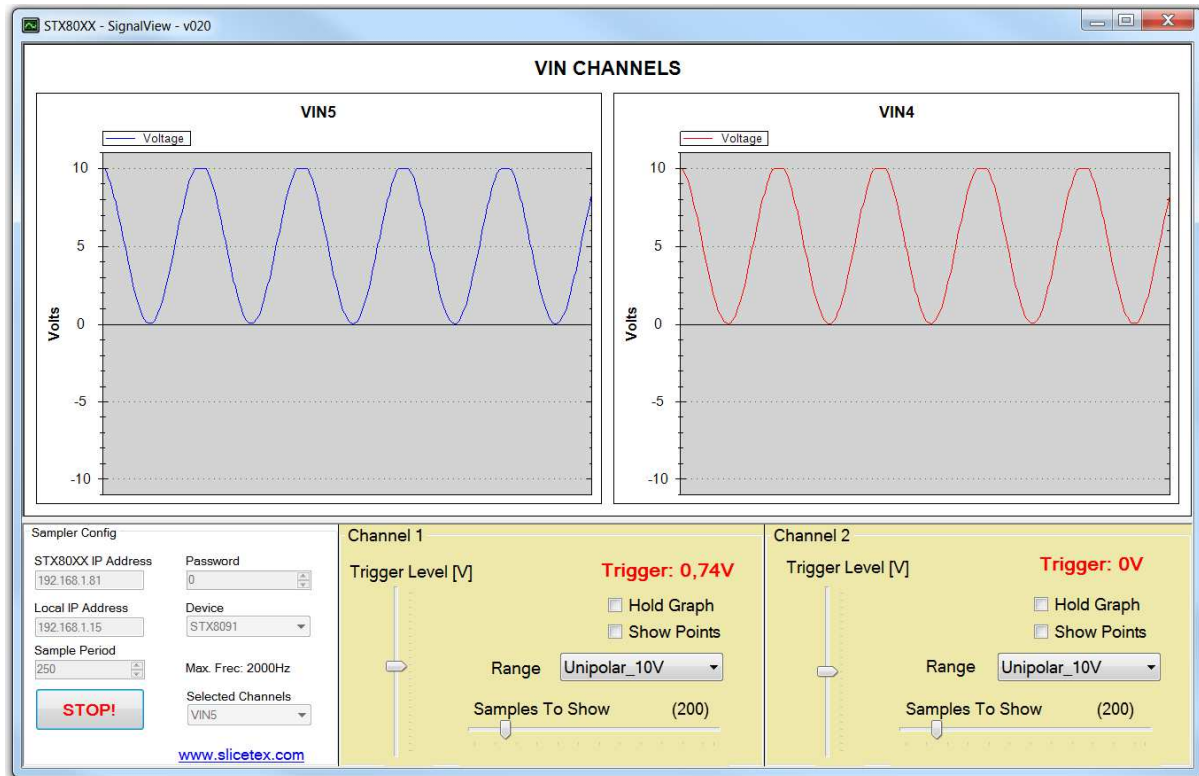 STX80XX - SignalView - v020
VIN CHANNELS
VIN5
Voltage
10
5
0
-5
-10
Volts
VIN4
Voltage
10
5
0
-5
-10
Volts
Sampler Config
STX80XX IP Address
192.168.1.81
Password
0
Local IP Address
192.168.1.15
Device
STX8091
Sample Period
250
Max. Frec: 2000Hz
STOP!
Selected Channels
VIN5
www.slicetex.com
Channel 1
Trigger Level [V]
Trigger: 0,74V
Hold Graph
Show Points
Range
Unipolar_10V
Samples To Show (200)
Channel 2
Trigger Level [V]
Trigger: 0V
Hold Graph
Show Points
Range
Unipolar_10V
Samples To Show (200)